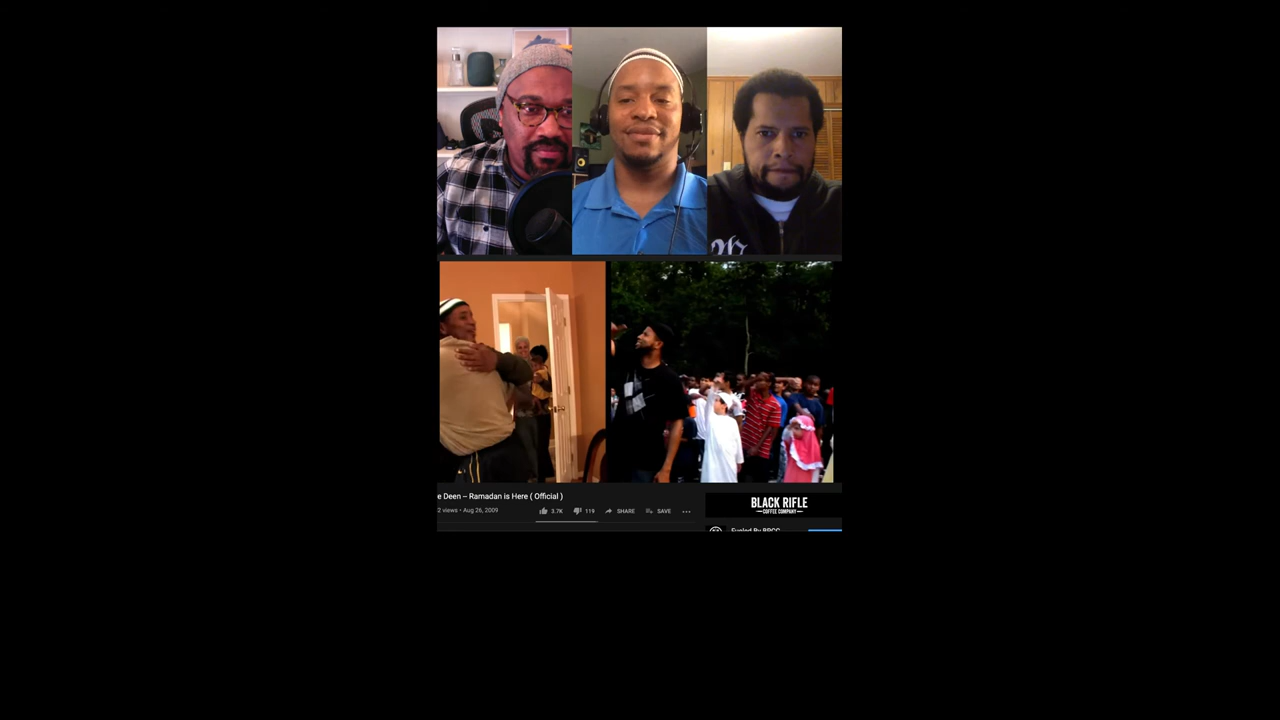 e Deen – Ramadan is Here ( Official )
2 views • Aug 26, 2009
3.7K
119
SHARE
SAVE
BLACK RIFLE
COFFEE COMPANY